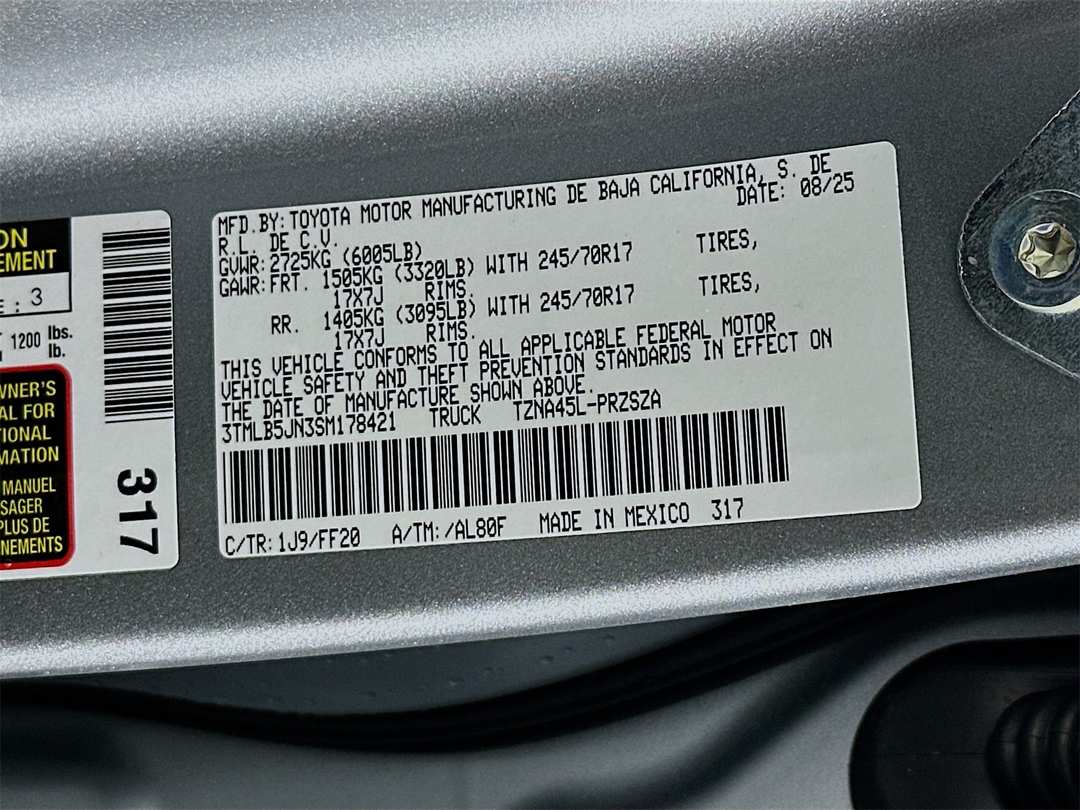 ON
EMENT
E : 3
1200 lbs.
lb.
WNER'S
AL FOR
TIONAL
MATION
MANUEL
SAGER
PLUS DE
NEMENTS
317
MFD.BY:TOYOTA MOTOR MANUFACTURING DE BAJA CALIFORNIA, S. DE
R.L. DE C.V. DATE: 08/25
GVWR:2725KG (6005LB)
GAWR:FRT. 1505KG (3320LB) WITH 245/70R17 TIRES,
17X7J RIMS.
RR. 1405KG (3095LB) WITH 245/70R17 TIRES,
17X7J RIMS.
THIS VEHICLE CONFORMS TO ALL APPLICABLE FEDERAL MOTOR
VEHICLE SAFETY AND THEFT PREVENTION STANDARDS IN EFFECT ON
THE DATE OF MANUFACTURE SHOWN ABOVE.
3TMLB5JN3SM178421 TRUCK TZNA45L-PRZSZA
C/TR:1J9/FF20 A/TM:/AL80F MADE IN MEXICO 317